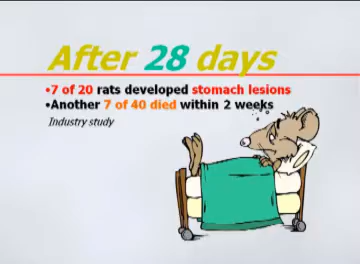 After 28 days
•7 of 20 rats developed stomach lesions
•Another 7 of 40 died within 2 weeks
Industry study